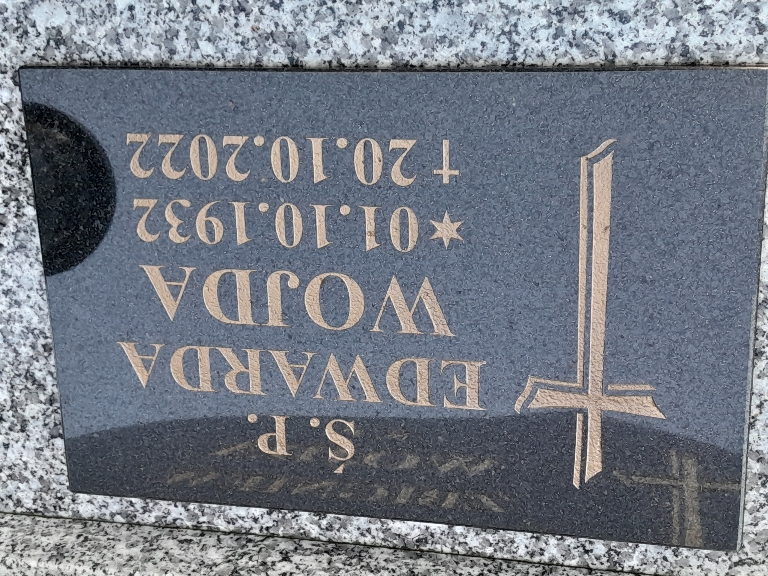 Ś.P.
EDWARDA
WOJDA
*01.10.1932
†20.10.2022